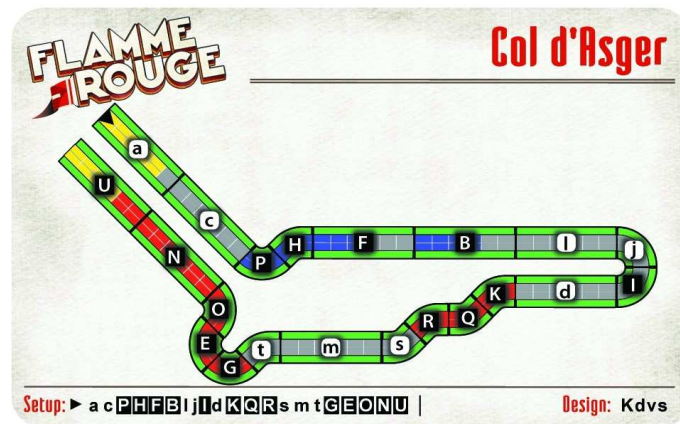 FLAMME
ROUGE
Col d'Asger
a
c
P
H
F
B
l
j
I
d
K
Q
R
s
m
t
G
E
O
N
U
Setup: ► a c P H F B l j I d K Q R s m t G E O N U |
Design: Kdvs